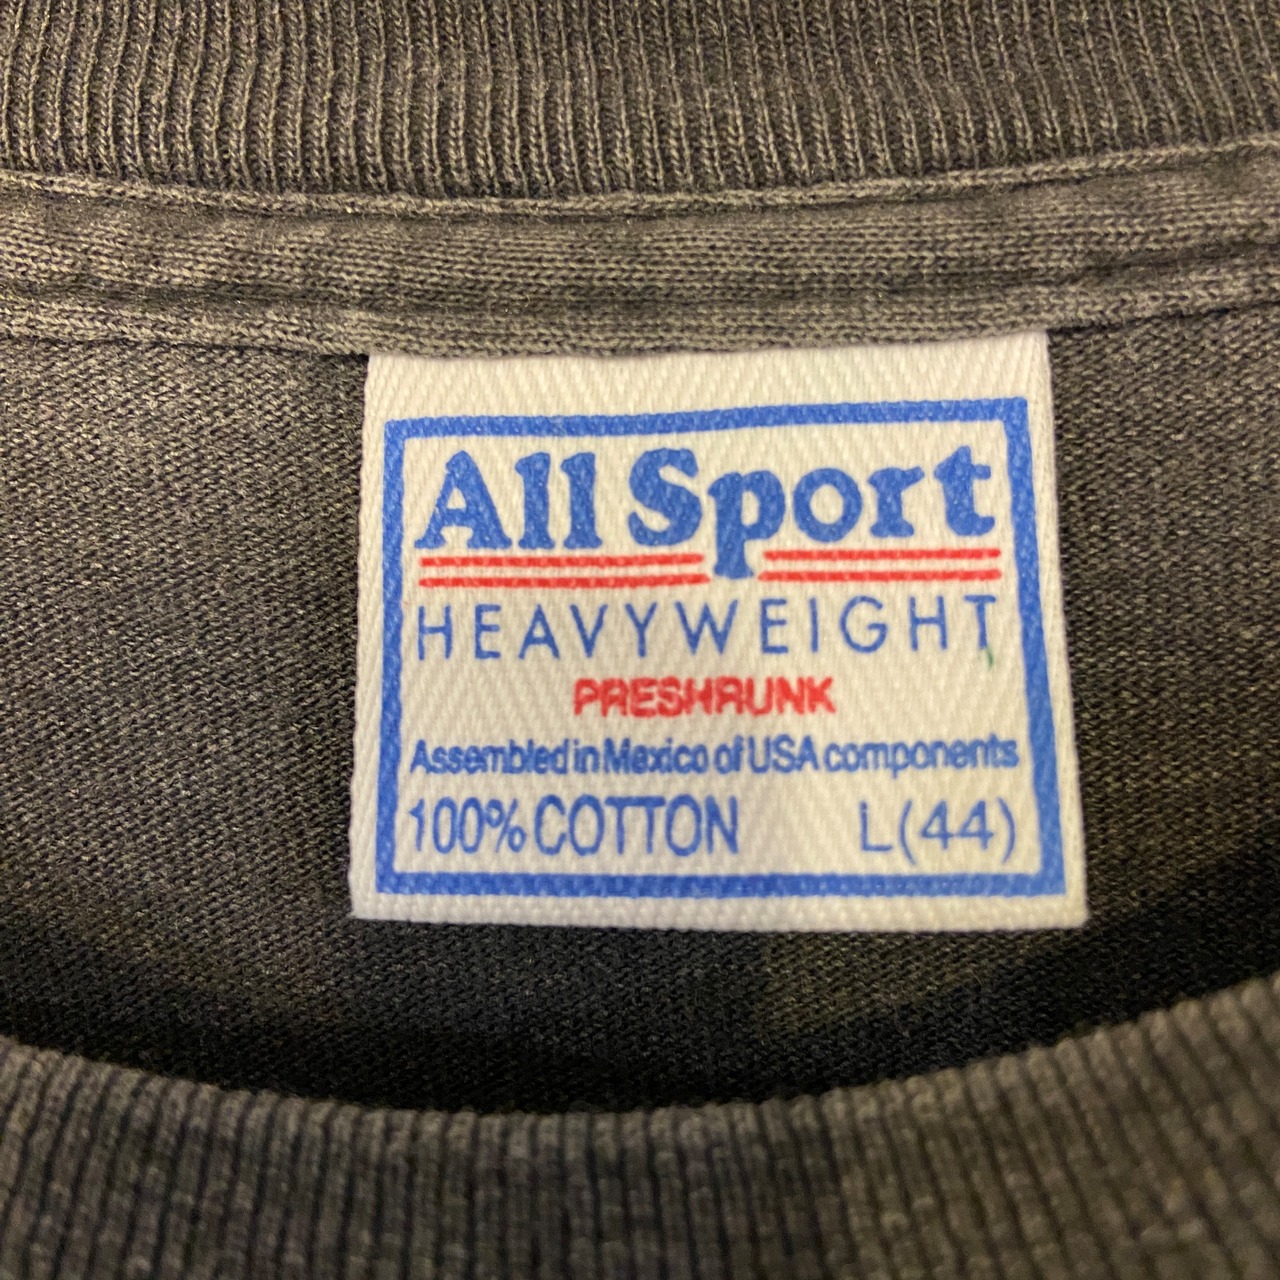 All Sport
HEAVYWEIGHT
PRESHRUNK
Assembled in Mexico of USA components
100% COTTON L(44)